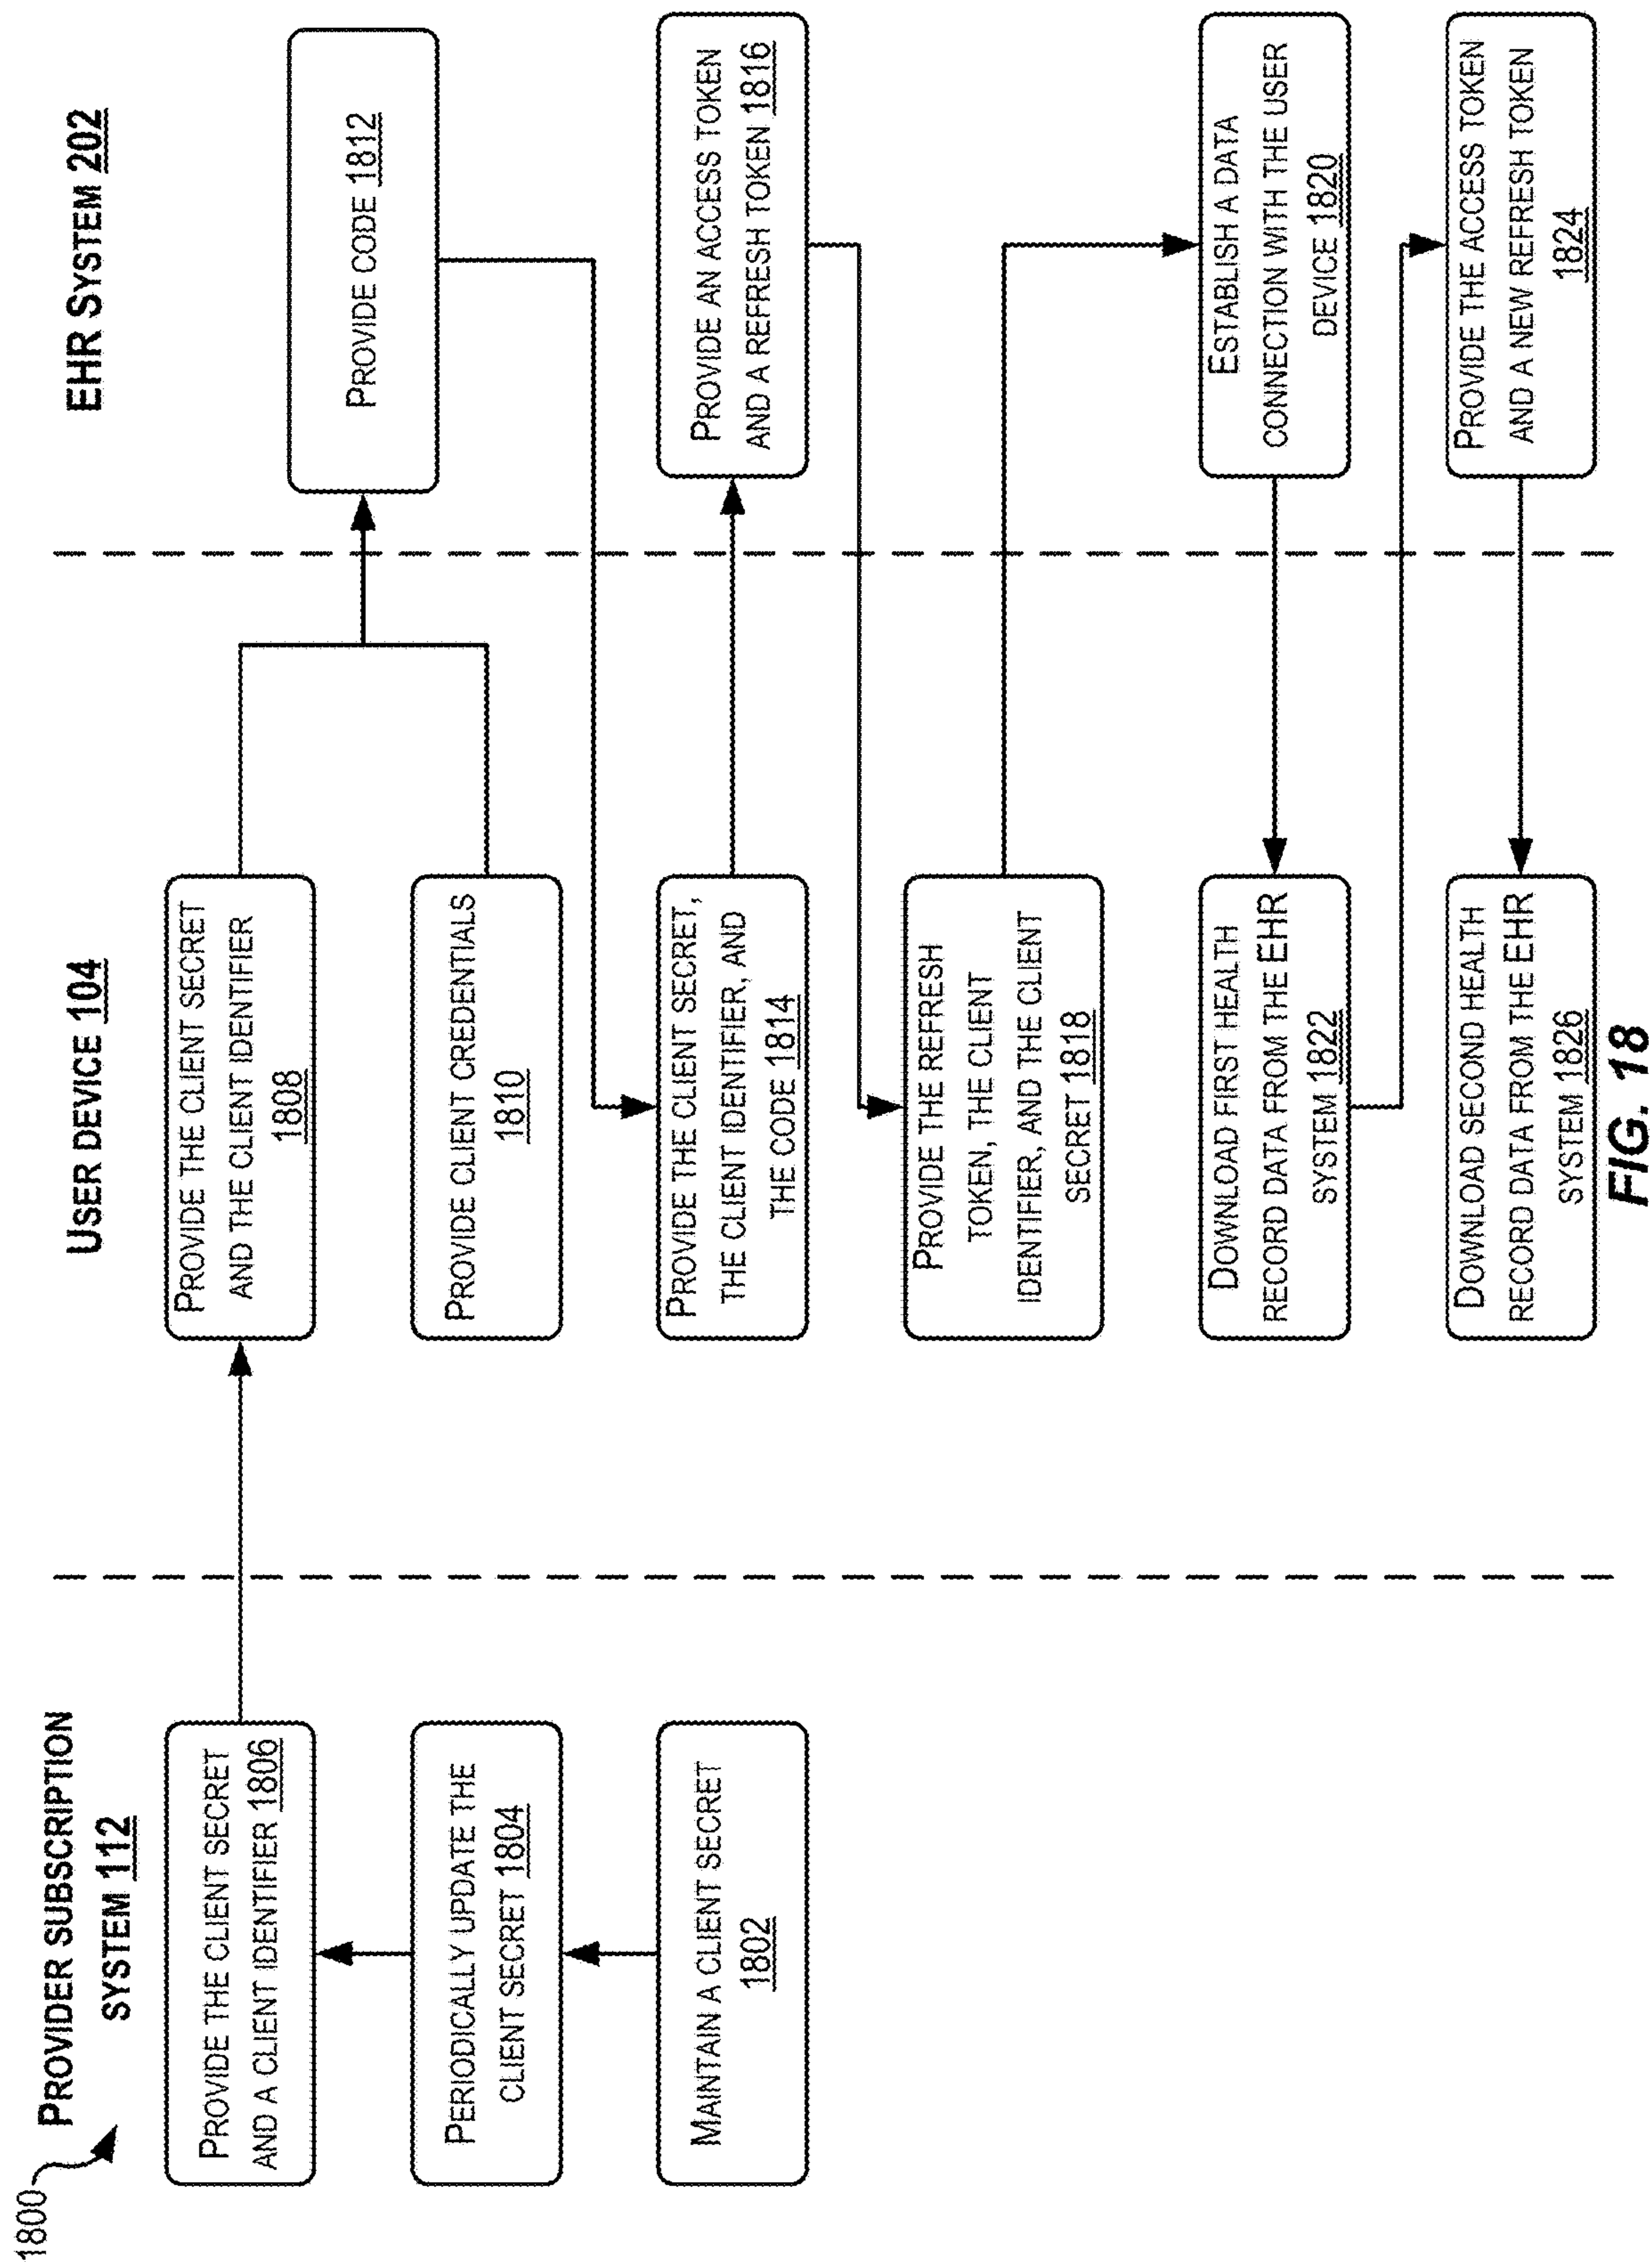 1800
PROVIDER SUBSCRIPTION
SYSTEM 112
USER DEVICE 104
EHR SYSTEM 202
PROVIDE THE CLIENT SECRET
AND A CLIENT IDENTIFIER 1806
PERIODICALLY UPDATE THE
CLIENT SECRET 1804
MAINTAIN A CLIENT SECRET
1802
PROVIDE THE CLIENT SECRET
AND THE CLIENT IDENTIFIER
1808
PROVIDE CLIENT CREDENTIALS
1810
PROVIDE CODE 1812
PROVIDE THE CLIENT SECRET,
THE CLIENT IDENTIFIER, AND
THE CODE 1814
PROVIDE AN ACCESS TOKEN
AND A REFRESH TOKEN 1816
PROVIDE THE REFRESH
TOKEN, THE CLIENT
IDENTIFIER, AND THE CLIENT
SECRET 1818
ESTABLISH A DATA
CONNECTION WITH THE USER
DEVICE 1820
DOWNLOAD FIRST HEALTH
RECORD DATA FROM THE EHR
SYSTEM 1822
PROVIDE THE ACCESS TOKEN
AND A NEW REFRESH TOKEN
1824
DOWNLOAD SECOND HEALTH
RECORD DATA FROM THE EHR
SYSTEM 1826
FIG. 18